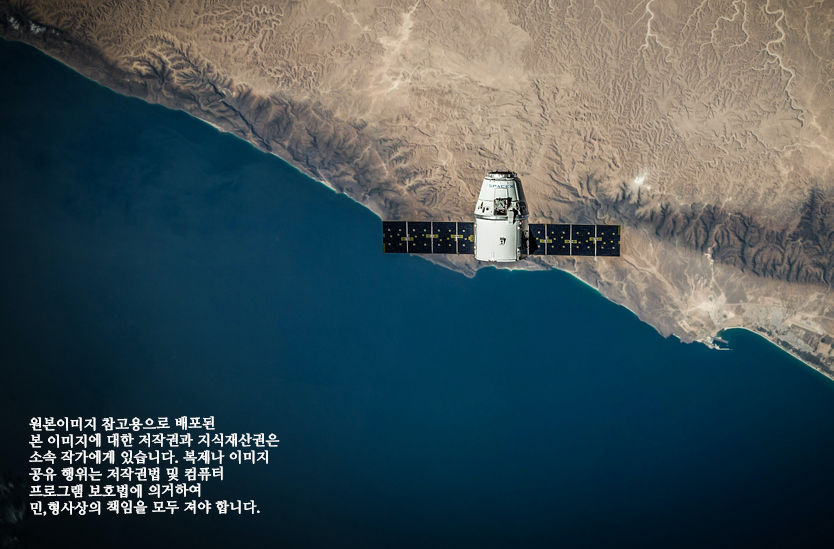 SPACEX
원본이미지 참고용으로 배포된
본 이미지에 대한 저작권과 지식재산권은
소속 작가에게 있습니다. 복제나 이미지
공유 행위는 저작권법 및 컴퓨터
프로그램 보호법에 의거하여
민,형사상의 책임을 모두 져야 합니다.